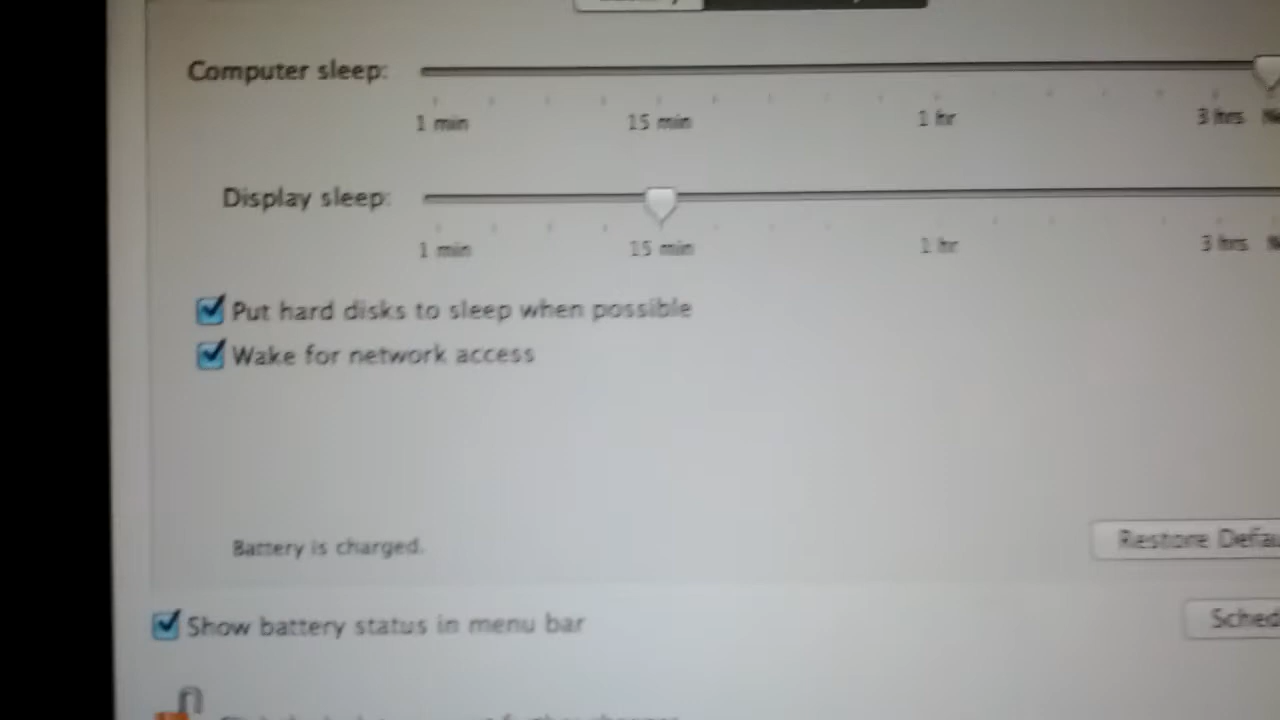 Computer sleep:
1 min 15 min 1 hr 3 hrs
Display sleep:
1 min 15 min 1 hr 3 hrs
Put hard disks to sleep when possible
Wake for network access
Battery is charged.
Restore
Show battery status in menu bar